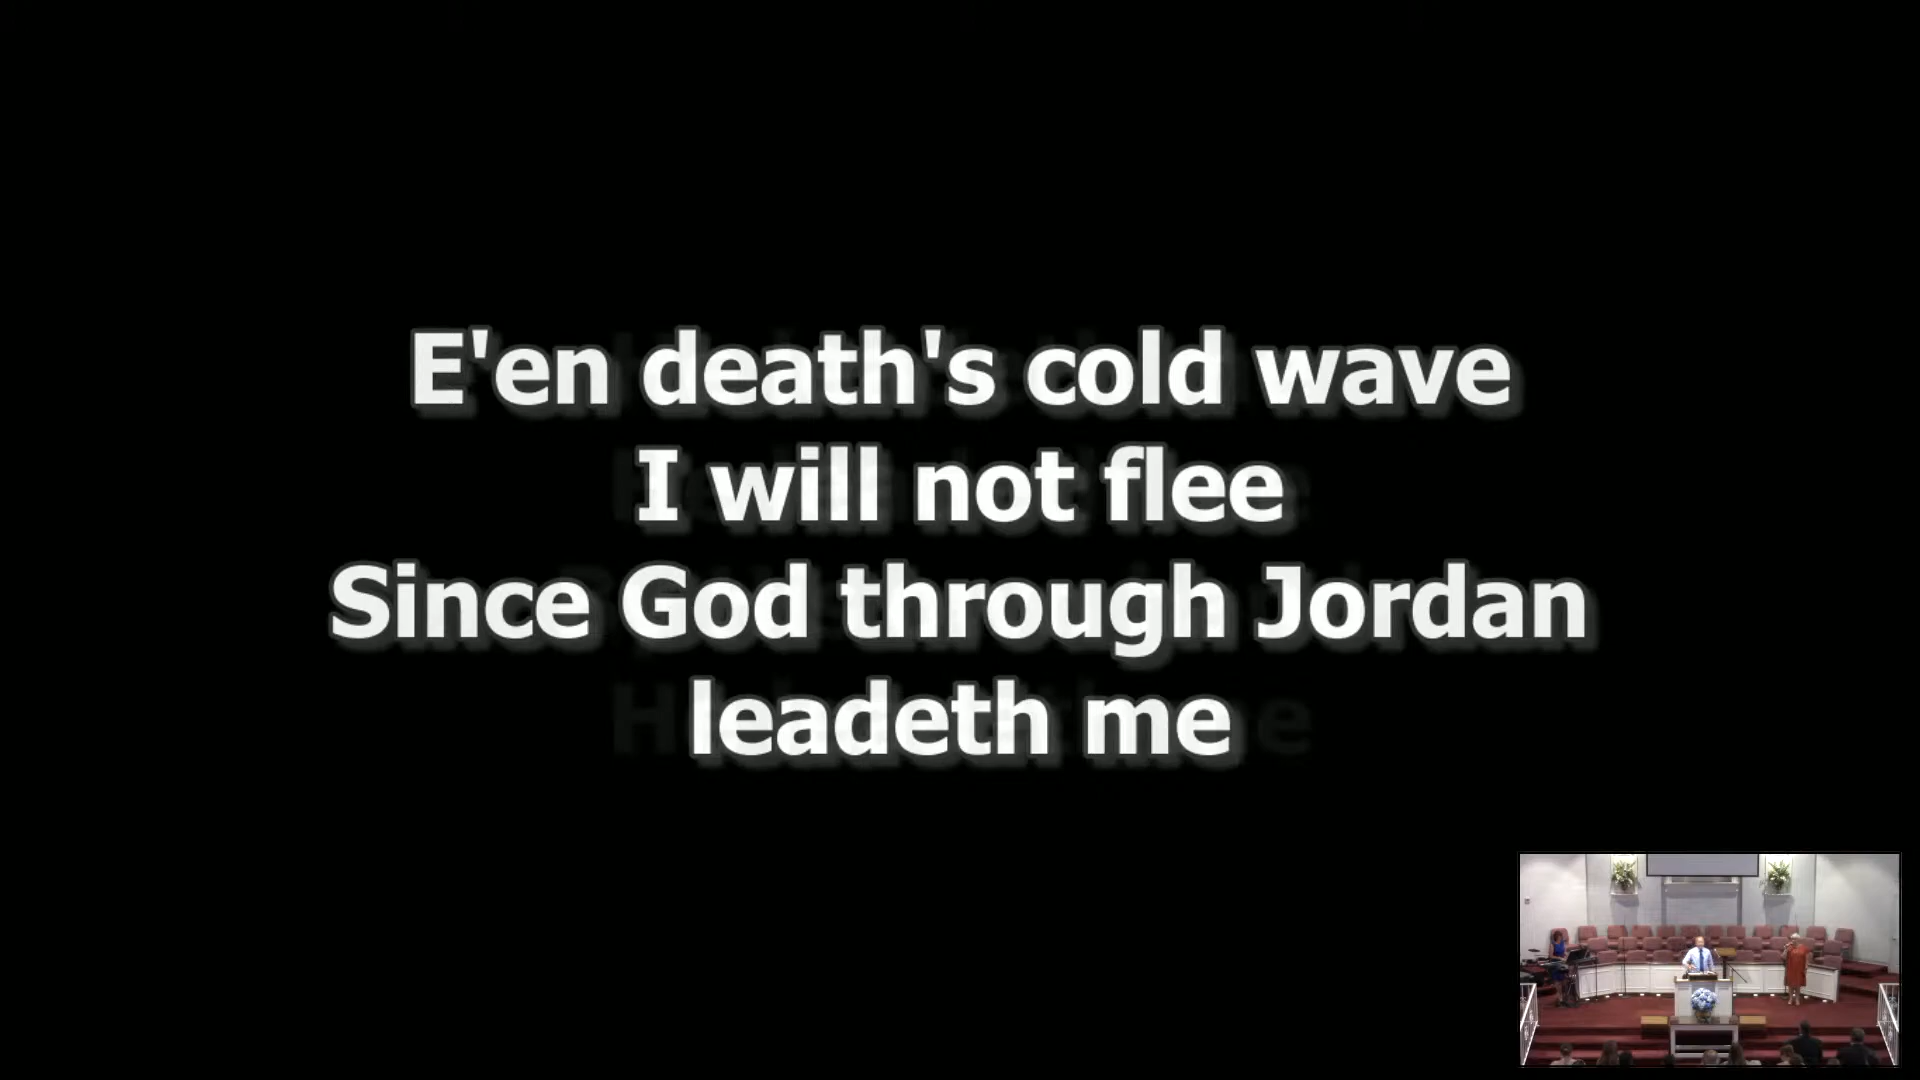 E'en death's cold wave
I will not flee
Since God through Jordan
leadeth me